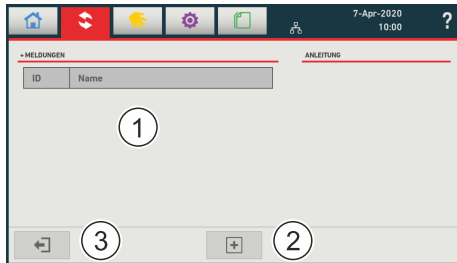 7-Apr-2020
10:00
?
+ MELDUNGEN
ANLEITUNG
ID Name
1
3
2